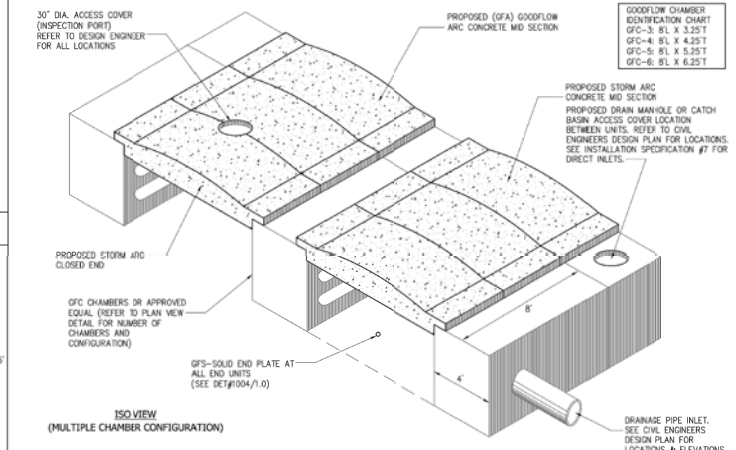 30" DIA. ACCESS COVER
(INSPECTION PORT)
REFER TO DESIGN ENGINEER
FOR ALL LOCATIONS
PROPOSED (GFA) GOODFLOW
ARC CONCRETE MID SECTION
GOODFLOW CHAMBER
IDENTIFICATION CHART
GFC-3: 8'L X 3.25'T
GFC-4: 8'L X 4.25'T
GFC-5: 8'L X 5.25'T
GFC-6: 8'L X 6.25'T
PROPOSED STORM ARC
CONCRETE MID SECTION
PROPOSED DRAIN MANHOLE OR CATCH
BASIN ACCESS COVER LOCATION
BETWEEN UNITS. REFER TO CIVIL
ENGINEERS DESIGN PLAN FOR LOCATIONS.
SEE INSTALLATION SPECIFICATION #7 FOR
DIRECT INLETS.
PROPOSED STORM ARC
CLOSED END
GFC CHAMBERS OR APPROVED
EQUAL (REFER TO PLAN VIEW
DETAIL FOR NUMBER OF
CHAMBERS AND
CONFIGURATION)
8'
4'
GFS-SOLID END PLATE AT
ALL END UNITS
(SEE DET#1004/1.0)
ISO VIEW
(MULTIPLE CHAMBER CONFIGURATION)
DRAINAGE PIPE INLET.
SEE CIVIL ENGINEERS
DESIGN PLAN FOR
LOCATIONS & ELEVATIONS